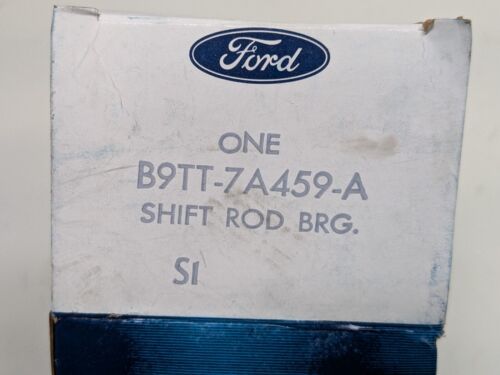 Ford
ONE
B9TT-7A459-A
SHIFT ROD BRG.
SI